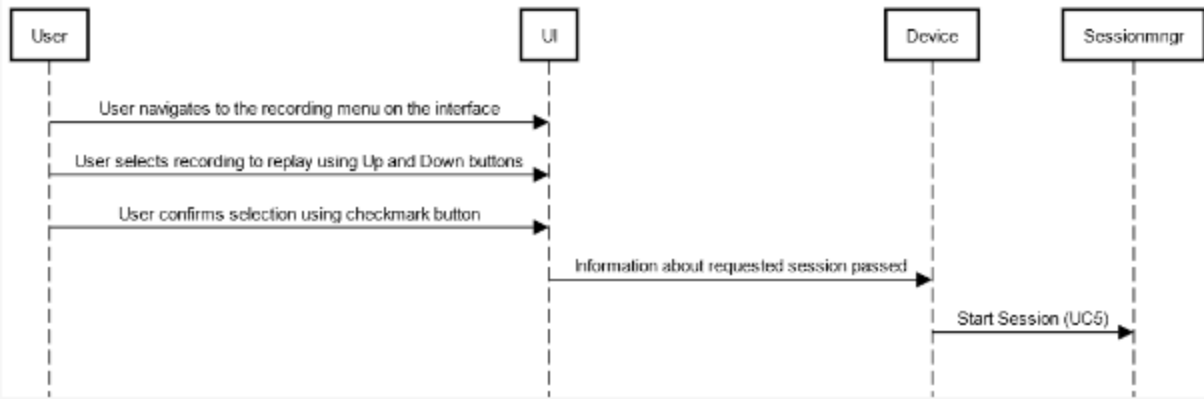 User
UI
Device
Sessionmngr
User navigates to the recording menu on the interface
User selects recording to replay using Up and Down buttons
User confirms selection using checkmark button
Information about requested session passed
Start Session (UC5)